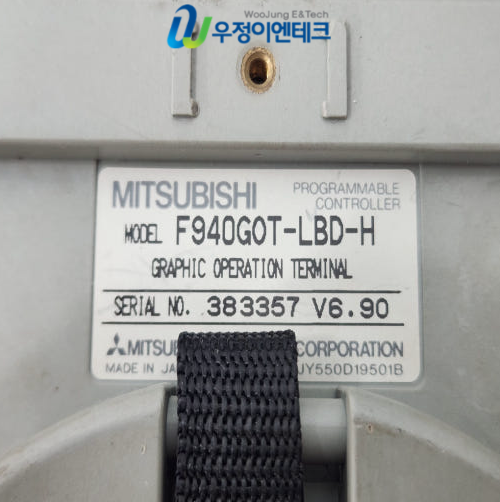 WooJung E&Tech
우정이엔테크
MITSUBISHI
PROGRAMMABLE
CONTROLLER
MODEL F940GOT-LBD-H
GRAPHIC OPERATION TERMINAL
SERIAL NO. 383357 V6.90
CORPORATION
MADE IN JY550D19501B